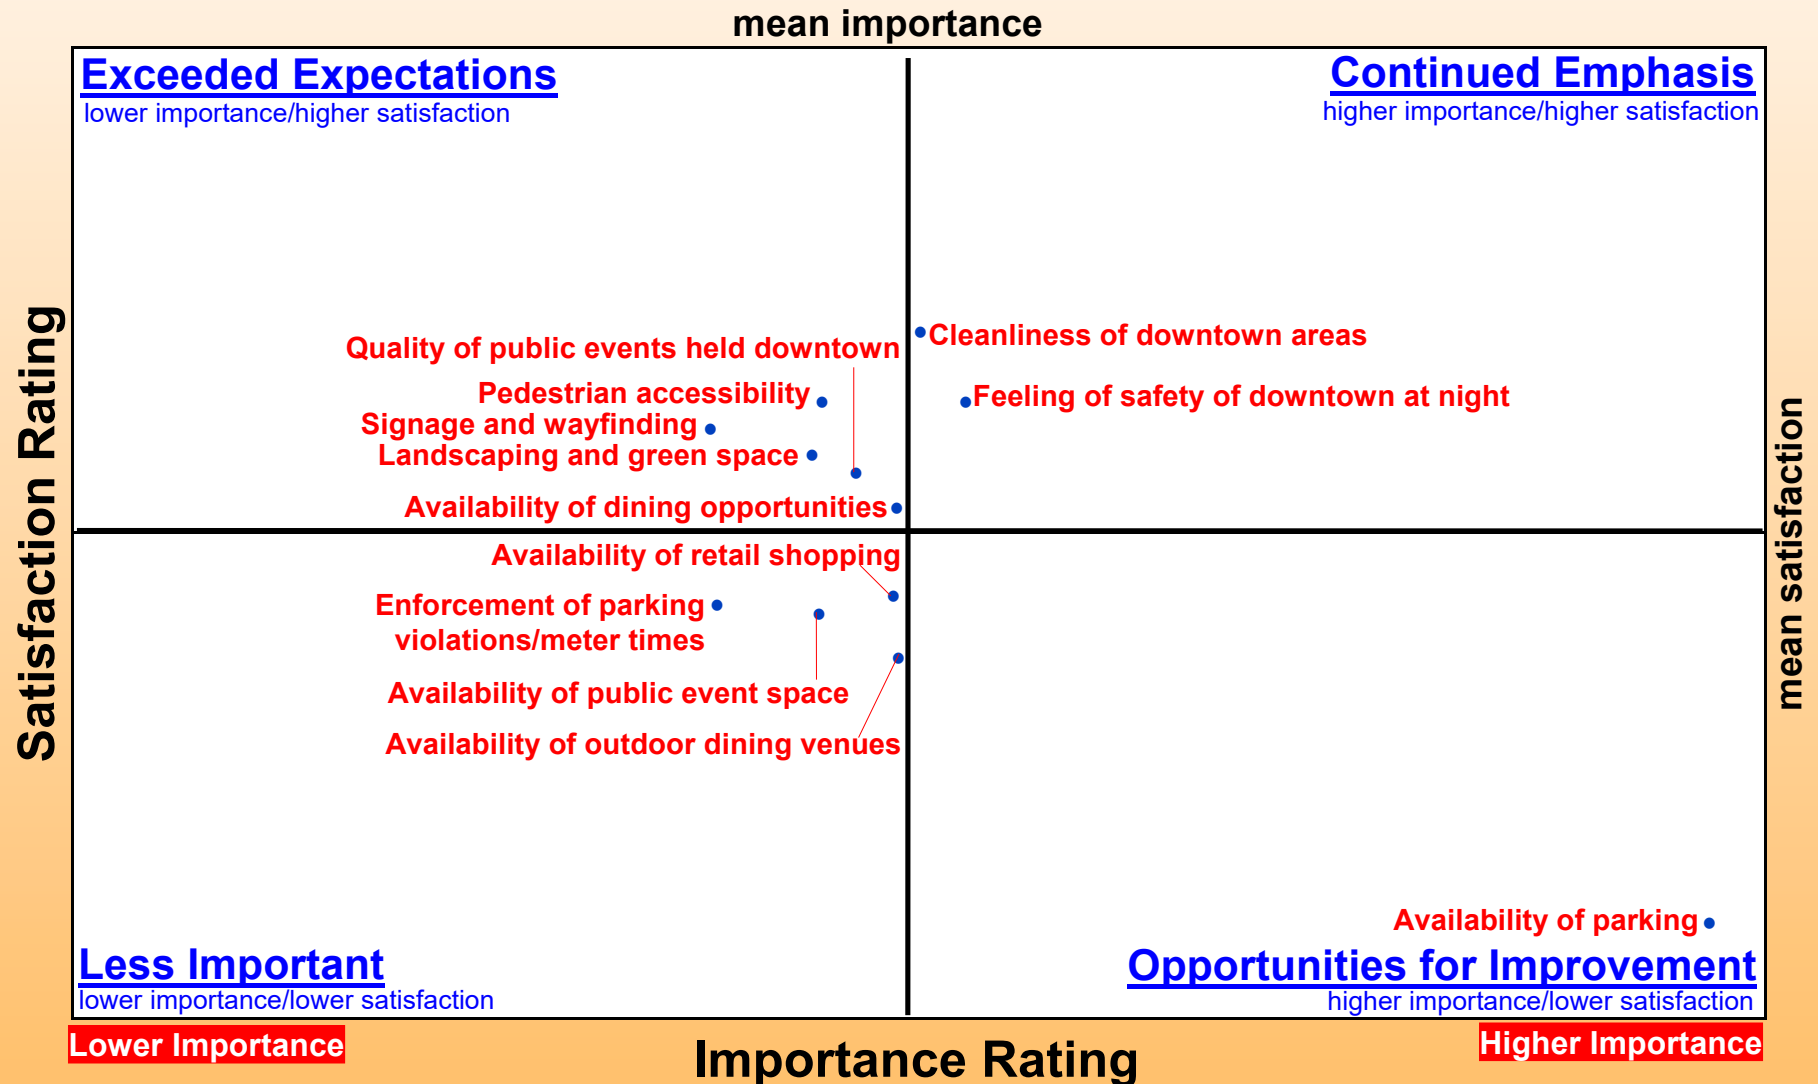 mean importance
Exceeded Expectations
lower importance/higher satisfaction
Continued Emphasis
higher importance/higher satisfaction
Satisfaction Rating
mean satisfaction
Quality of public events held downtown
Pedestrian accessibility
Signage and wayfinding
Landscaping and green space
Availability of dining opportunities
Cleanliness of downtown areas
Feeling of safety of downtown at night
Availability of retail shopping
Enforcement of parking
violations/meter times
Availability of public event space
Availability of outdoor dining venues
Availability of parking
Less Important
lower importance/lower satisfaction
Opportunities for Improvement
higher importance/lower satisfaction
Lower Importance
Importance Rating
Higher Importance